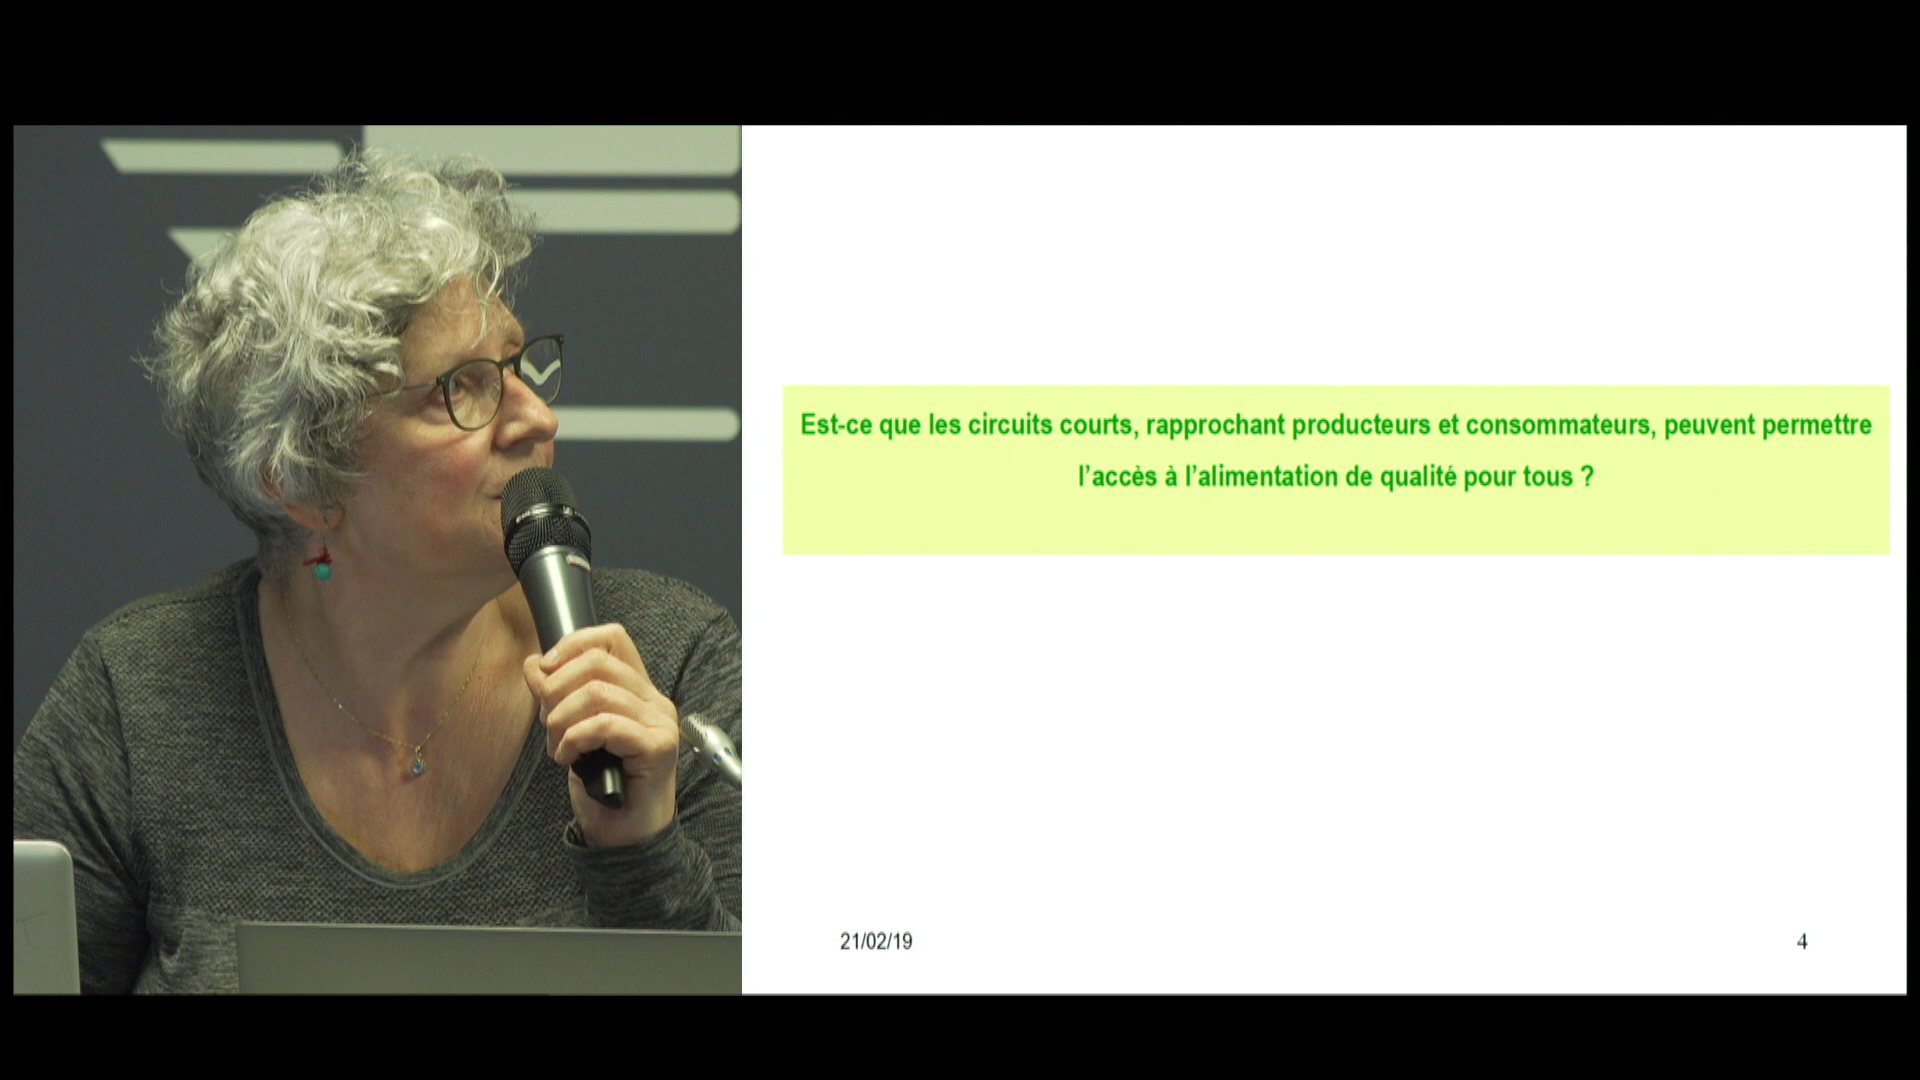 Est-ce que les circuits courts, rapprochant producteurs et consommateurs, peuvent permettre
l’accès à l’alimentation de qualité pour tous ?
21/02/19
4